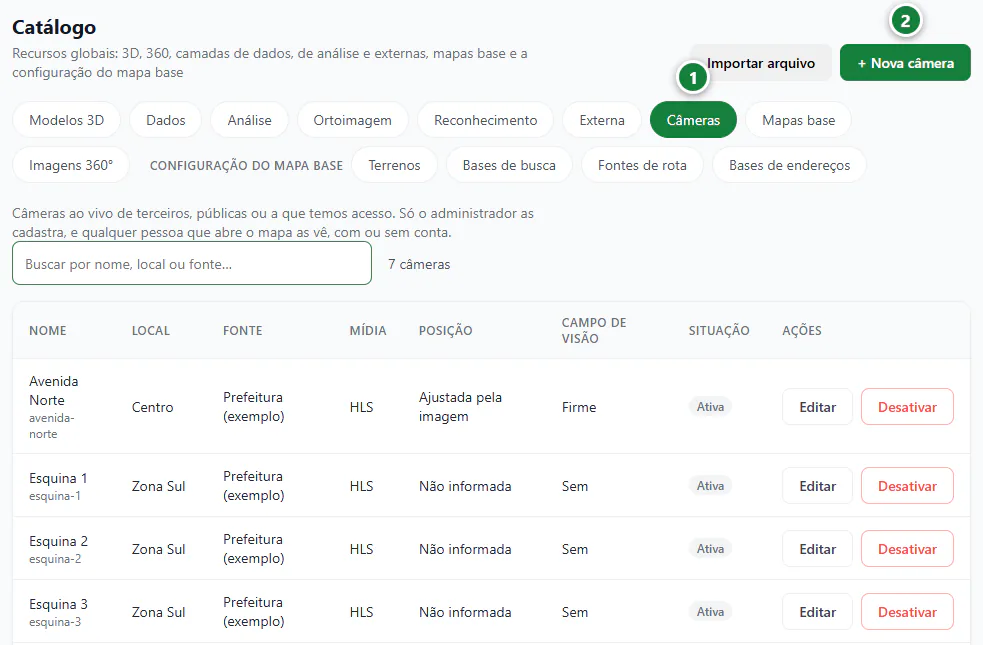 Catálogo
Recursos globais: 3D, 360, camadas de dados, de análise e externas, mapas base e a
configuração do mapa base
2
Importar arquivo
+ Nova câmera
1
Modelos 3D
Dados
Análise
Ortoimagem
Reconhecimento
Externa
Câmeras
Mapas base
Imagens 360°
CONFIGURAÇÃO DO MAPA BASE
Terrenos
Bases de busca
Fontes de rota
Bases de endereços
Câmeras ao vivo de terceiros, públicas ou a que temos acesso. Só o administrador as
cadastra, e qualquer pessoa que abre o mapa as vê, com ou sem conta.
Buscar por nome, local ou fonte...
7 câmeras
NOME
LOCAL
FONTE
MÍDIA
POSIÇÃO
CAMPO DE
VISÃO
SITUAÇÃO
AÇÕES
Avenida
Norte
avenida-
norte
Centro
Prefeitura
(exemplo)
HLS
Ajustada pela
imagem
Firme
Ativa
Editar
Desativar
Esquina 1
esquina-1
Zona Sul
Prefeitura
(exemplo)
HLS
Não informada
Sem
Ativa
Editar
Desativar
Esquina 2
esquina-2
Zona Sul
Prefeitura
(exemplo)
HLS
Não informada
Sem
Ativa
Editar
Desativar
Esquina 3
esquina-3
Zona Sul
Prefeitura
(exemplo)
HLS
Não informada
Sem
Ativa
Editar
Desativar